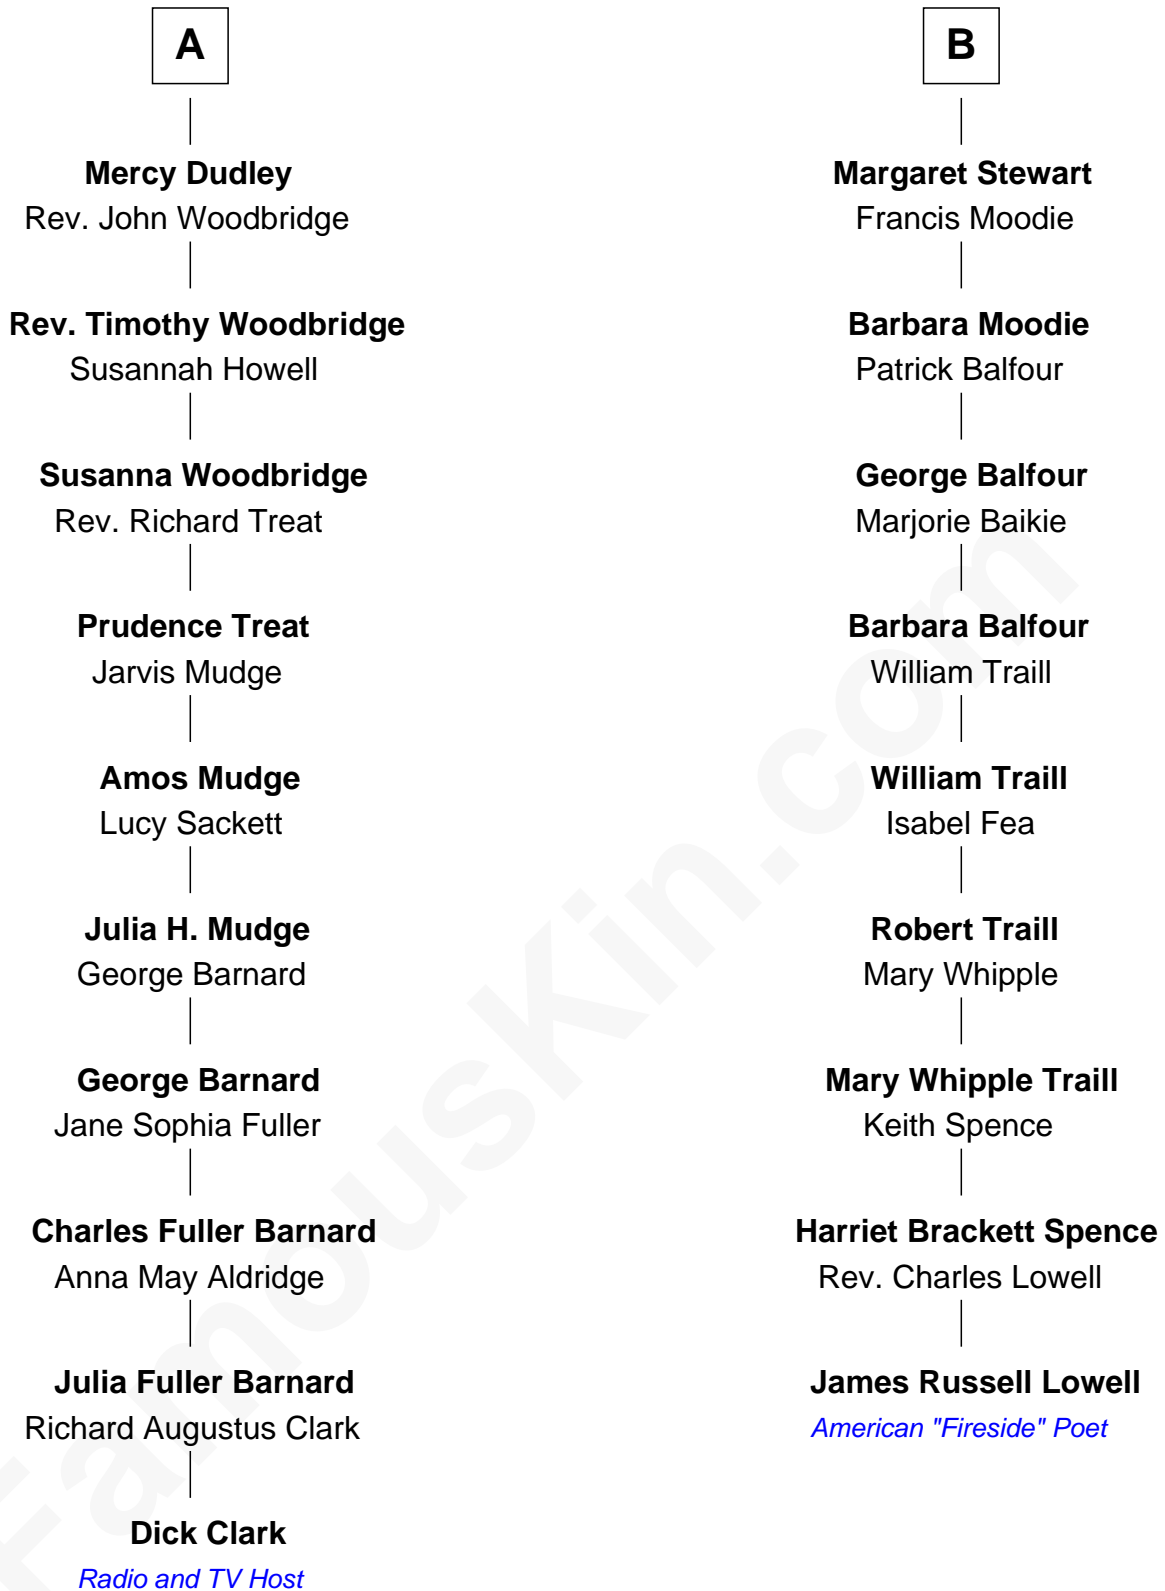 A
Mercy Dudley
Rev. John Woodbridge
Rev. Timothy Woodbridge
Susannah Howell
Susanna Woodbridge
Rev. Richard Treat
Prudence Treat
Jarvis Mudge
Amos Mudge
Lucy Sackett
Julia H. Mudge
George Barnard
George Barnard
Jane Sophia Fuller
Charles Fuller Barnard
Anna May Aldridge
Julia Fuller Barnard
Richard Augustus Clark
Dick Clark
Radio and TV Host
B
Margaret Stewart
Francis Moodie
Barbara Moodie
Patrick Balfour
George Balfour
Marjorie Baikie
Barbara Balfour
William Traill
William Traill
Isabel Fea
Robert Traill
Mary Whipple
Mary Whipple Traill
Keith Spence
Harriet Brackett Spence
Rev. Charles Lowell
James Russell Lowell
American "Fireside" Poet
FamousKin.com